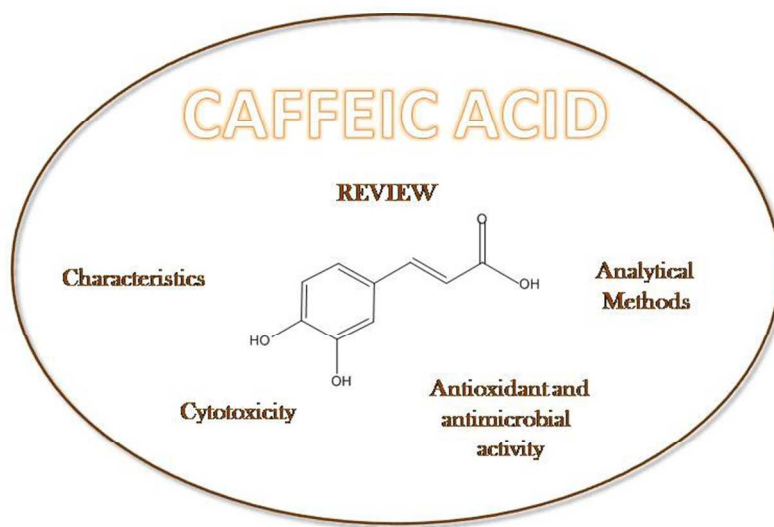 CAFFEIC ACID
REVIEW
O
OH
HO
OH
Characteristics
Analytical
Methods
Cytotoxicity
Antioxidant and
antimicrobial
activity